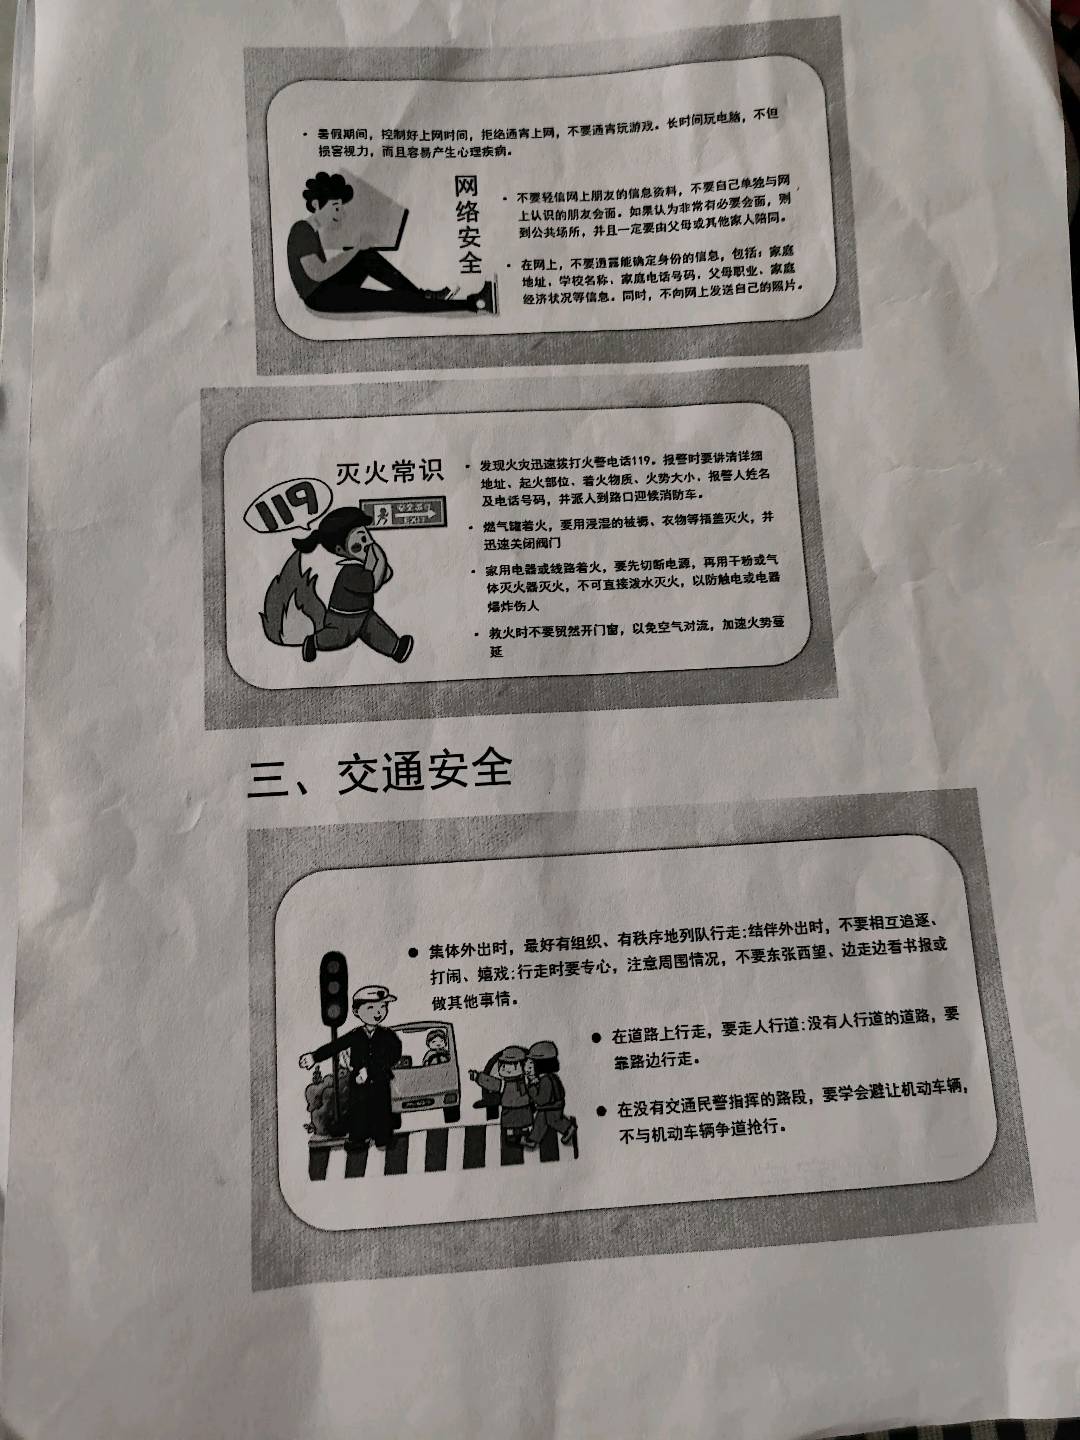 暑假期间，控制好上网时间，拒绝通宵上网，不要通宵玩游戏。长时间玩电脑，不但
损害视力，而且容易产生心理疾病。
网络安全
不要轻信网上朋友的信息资料，不要自己单独与网
上认识的朋友会面。如果认为非常有必要会面，则
到公共场所，并且一定要由父母或其他家人陪同。
在网上，不要透露能确定身份的信息，包括：家庭
地址、学校名称、家庭电话号码，父母职业、家庭
经济状况等信息。同时，不向网上发送自己的照片。
灭火常识
119
安全出口
EXIT
发现火灾迅速拨打火警电话119。报警时要讲清详细
地址、起火部位、着火物质、火势大小、报警人姓名
及电话号码，并派人到路口迎候消防车。
燃气罐着火，要用浸湿的被褥、衣物等捂盖灭火，并
迅速关闭阀门
家用电器或线路着火，要先切断电源，再用干粉或气
体灭火器灭火，不可直接泼水灭火，以防触电或电器
爆炸伤人
救火时不要贸然开门窗，以免空气对流，加速火势蔓
延
三、交通安全
集体外出时，最好有组织、有秩序地列队行走;结伴外出时，不要相互追逐、
打闹、嬉戏;行走时要专心，注意周围情况，不要东张西望、边走边看书报或
做其他事情。
在道路上行走，要走人行道;没有人行道的道路，要
靠路边行走。
在没有交通民警指挥的路段，要学会避让机动车辆，
不与机动车辆争道抢行。